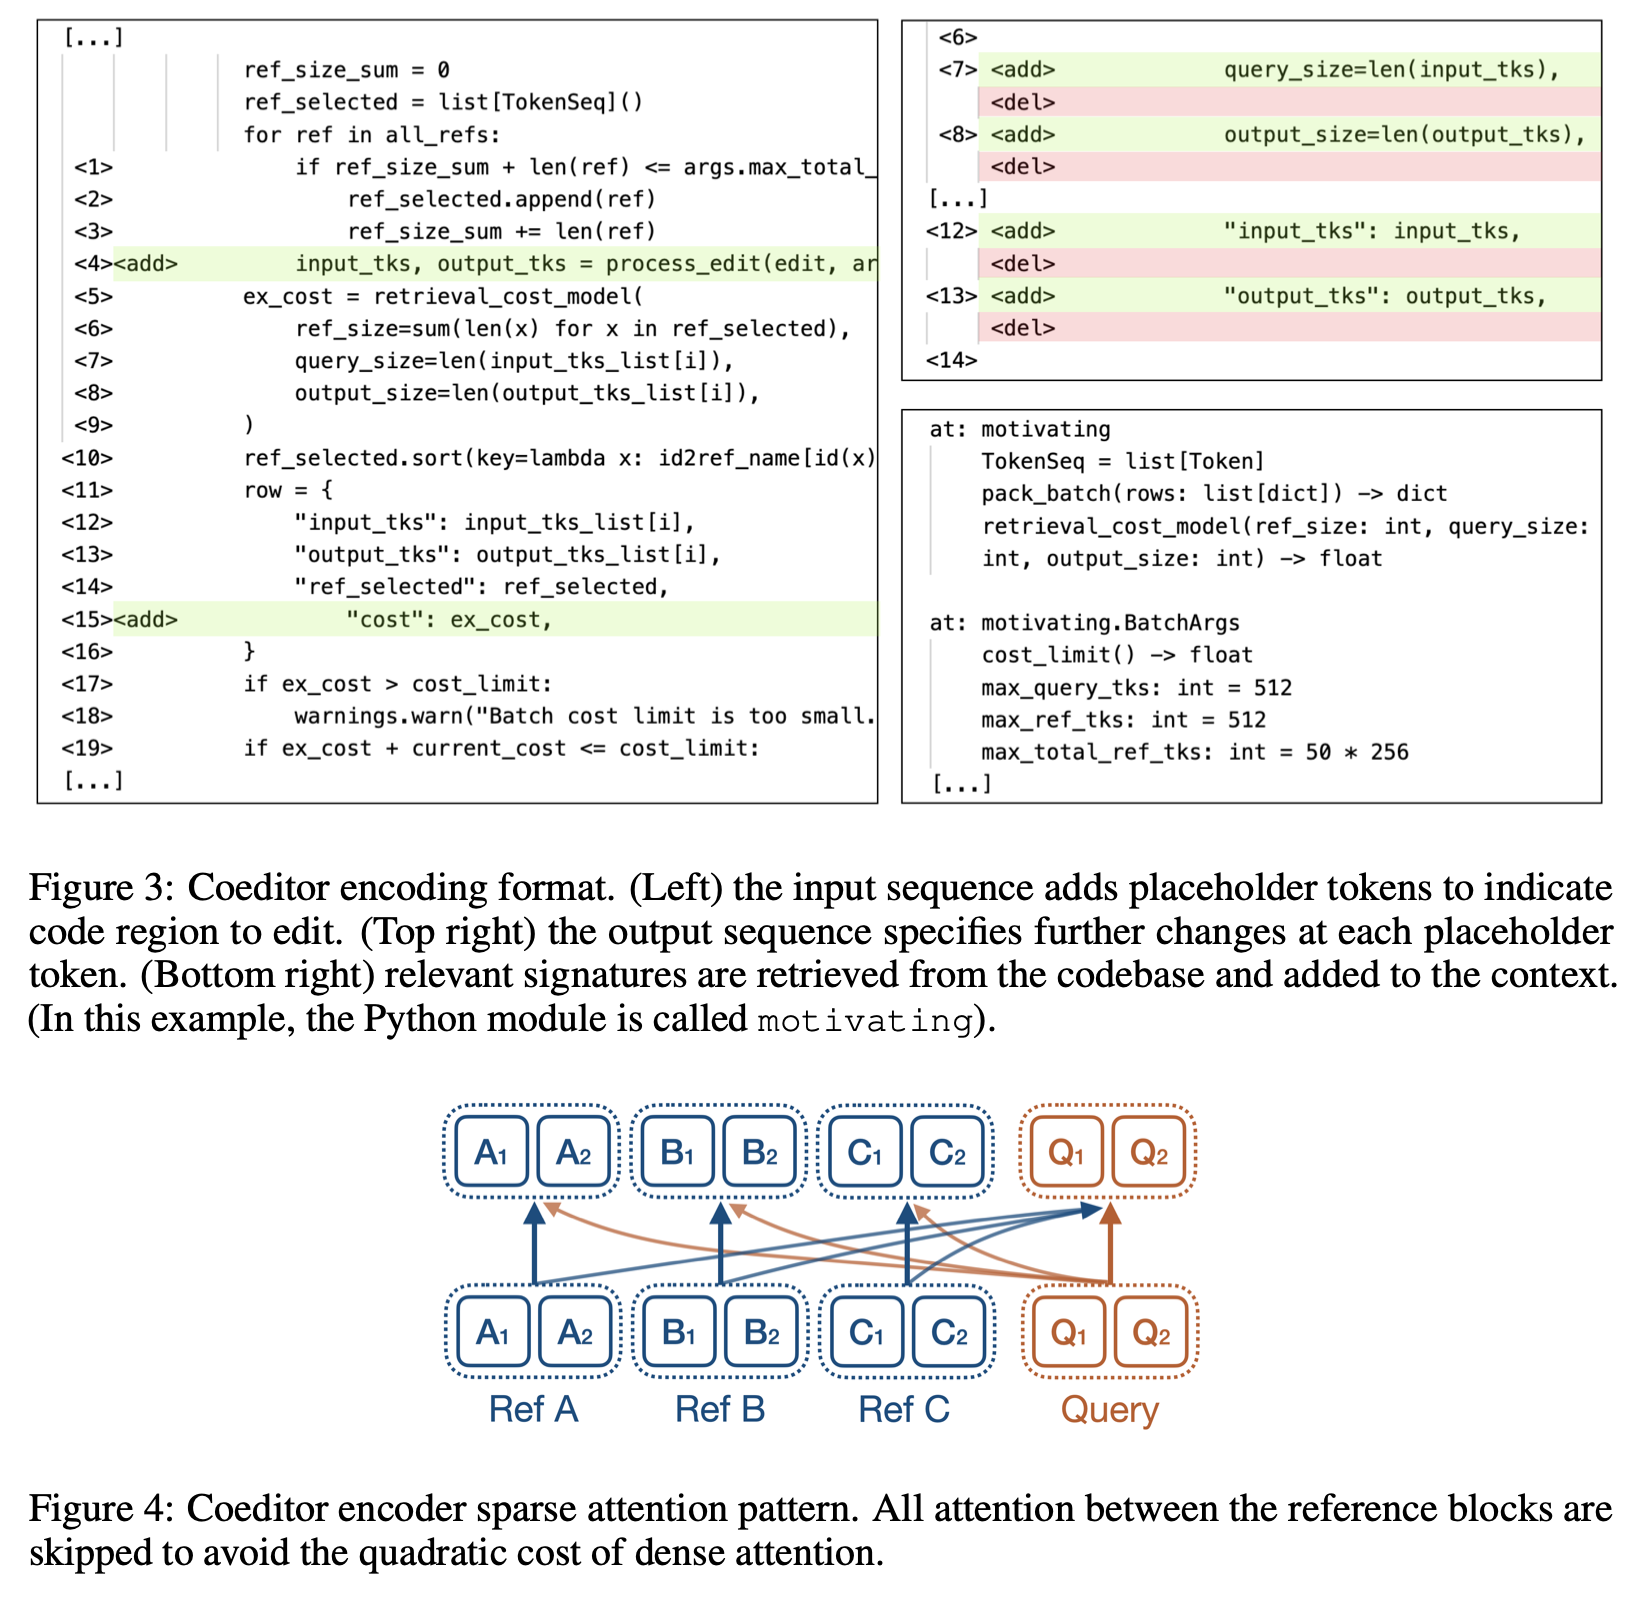 [...]
ref_size_sum = 0
ref_selected = list[TokenSeq]()
for ref in all_refs:
<1> if ref_size_sum + len(ref) <= args.max_total_
<2> ref_selected.append(ref)
<3> ref_size_sum += len(ref)
<4><add> input_tks, output_tks = process_edit(edit, ar
<5> ex_cost = retrieval_cost_model(
<6> ref_size=sum(len(x) for x in ref_selected),
<7> query_size=len(input_tks_list[i]),
<8> output_size=len(output_tks_list[i]),
<9> )
<10> ref_selected.sort(key=lambda x: id2ref_name[id(x)
<11> row = {
<12> "input_tks": input_tks_list[i],
<13> "output_tks": output_tks_list[i],
<14> "ref_selected": ref_selected,
<15><add> "cost": ex_cost,
<16> }
<17> if ex_cost > cost_limit:
<18> warnings.warn("Batch cost limit is too small.
<19> if ex_cost + current_cost <= cost_limit:
[...]
<6>
<7> <add> query_size=len(input_tks),
<del>
<8> <add> output_size=len(output_tks),
<del>
[...]
<12> <add> "input_tks": input_tks,
<del>
<13> <add> "output_tks": output_tks,
<del>
<14>
at: motivating
TokenSeq = list[Token]
pack_batch(rows: list[dict]) -> dict
retrieval_cost_model(ref_size: int, query_size:
int, output_size: int) -> float
at: motivating.BatchArgs
cost_limit() -> float
max_query_tks: int = 512
max_ref_tks: int = 512
max_total_ref_tks: int = 50 * 256
[...]
Figure 3: Coeditor encoding format. (Left) the input sequence adds placeholder tokens to indicate
code region to edit. (Top right) the output sequence specifies further changes at each placeholder
token. (Bottom right) relevant signatures are retrieved from the codebase and added to the context.
(In this example, the Python module is called motivating).
A1 A2 B1 B2 C1 C2 Q1 Q2
A1 A2 B1 B2 C1 C2 Q1 Q2
Ref A Ref B Ref C Query
Figure 4: Coeditor encoder sparse attention pattern. All attention between the reference blocks are
skipped to avoid the quadratic cost of dense attention.